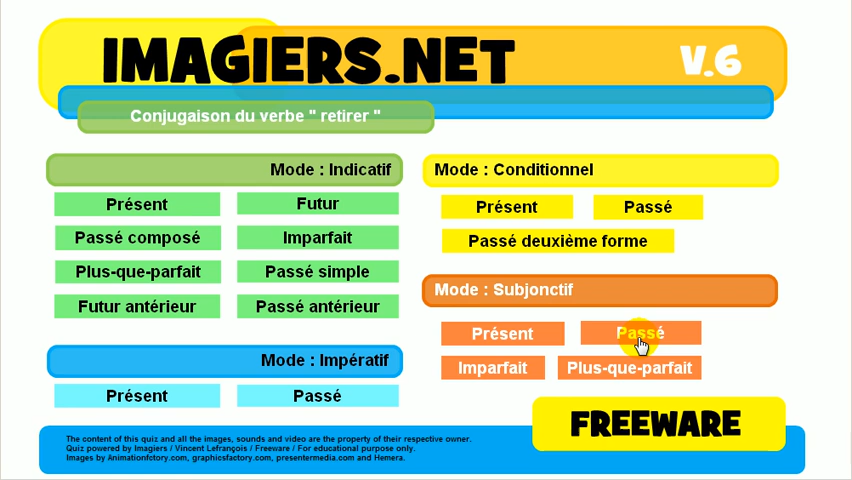 IMAGIERS.NET
V.6
Conjugaison du verbe " retirer "
Mode : Indicatif
Présent
Futur
Passé composé
Imparfait
Plus-que-parfait
Passé simple
Futur antérieur
Passé antérieur
Mode : Impératif
Présent
Passé
Mode : Conditionnel
Présent
Passé
Passé deuxième forme
Mode : Subjonctif
Présent
Passé
Imparfait
Plus-que-parfait
FREEWARE
The content of this quiz and all the images, sounds and video are the property of their respective owner.
Quiz powered by Imagiers / Vincent Lefrançois / Freeware / For educational purpose only.
Images by Animationfctory.com, graphicsfactory.com, presentermedia.com and Hemera.